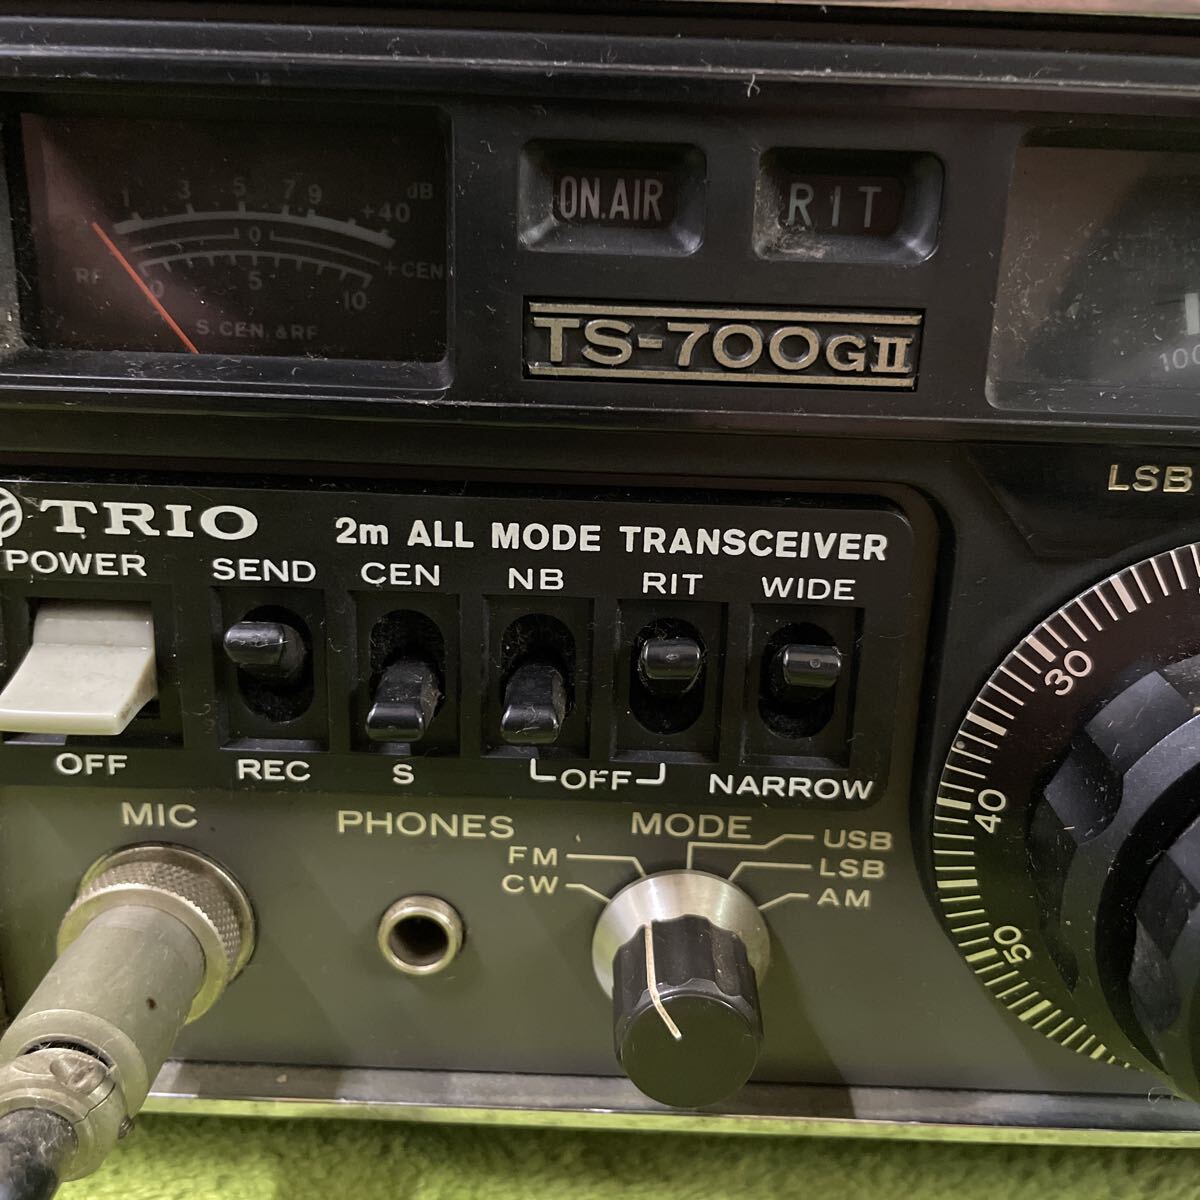 1 3 5 7 9 +40 dB
0
RF + CEN
0 5 10
S. CEN. & RF
ON.AIR
RIT
TS-700GII
100
LSB
TRIO
2m ALL MODE TRANSCEIVER
POWER SEND CEN NB RIT WIDE
OFF REC S OFF NARROW
MIC PHONES MODE
FM
CW
USB
LSB
AM
30
40
50